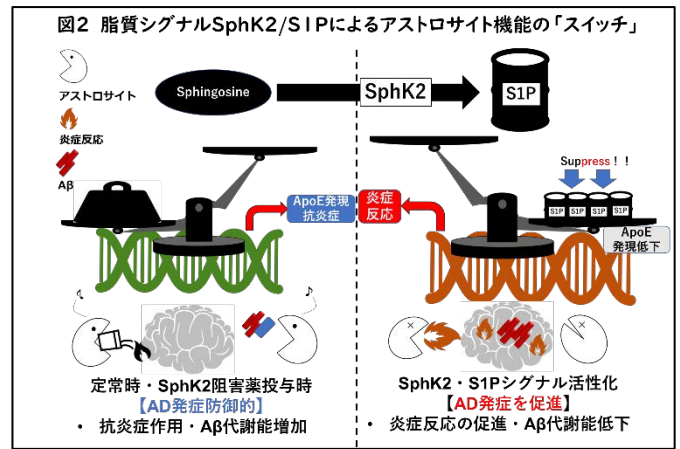 図2 脂質シグナルSphK2/S1Pによるアストロサイト機能の「スイッチ」
アストロサイト
炎症反応
Aβ
Sphingosine
SphK2
S1P
Suppress!!
S1P S1P S1P S1P
ApoE発現
抗炎症
炎症
反応
ApoE
発現低下
定常時・SphK2阻害薬投与時
【AD発症防御的】
• 抗炎症作用・Aβ代謝能増加
SphK2・S1Pシグナル活性化
【AD発症を促進】
• 炎症反応の促進・Aβ代謝能低下